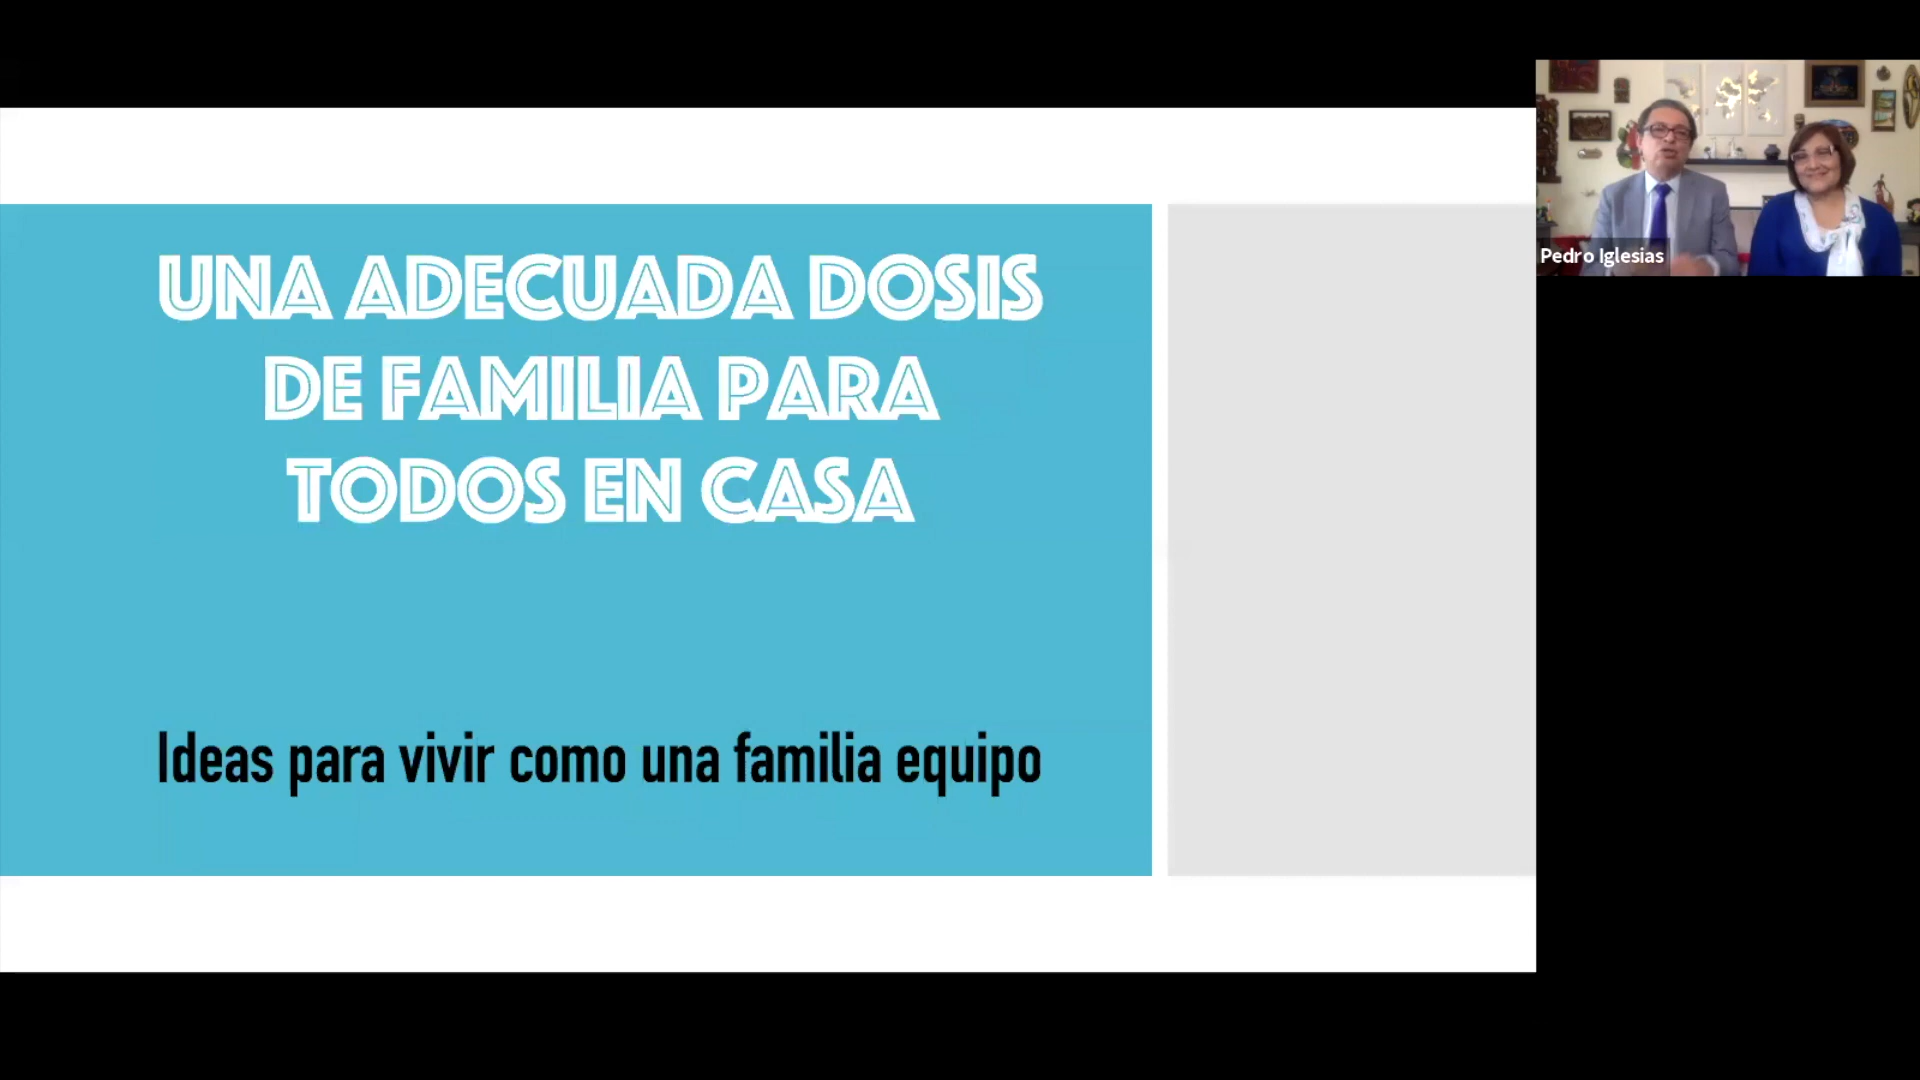 UNA ADECUADA DOSIS
DE FAMILIA PARA
TODOS EN CASA
Ideas para vivir como una familia equipo
Pedro Iglesias